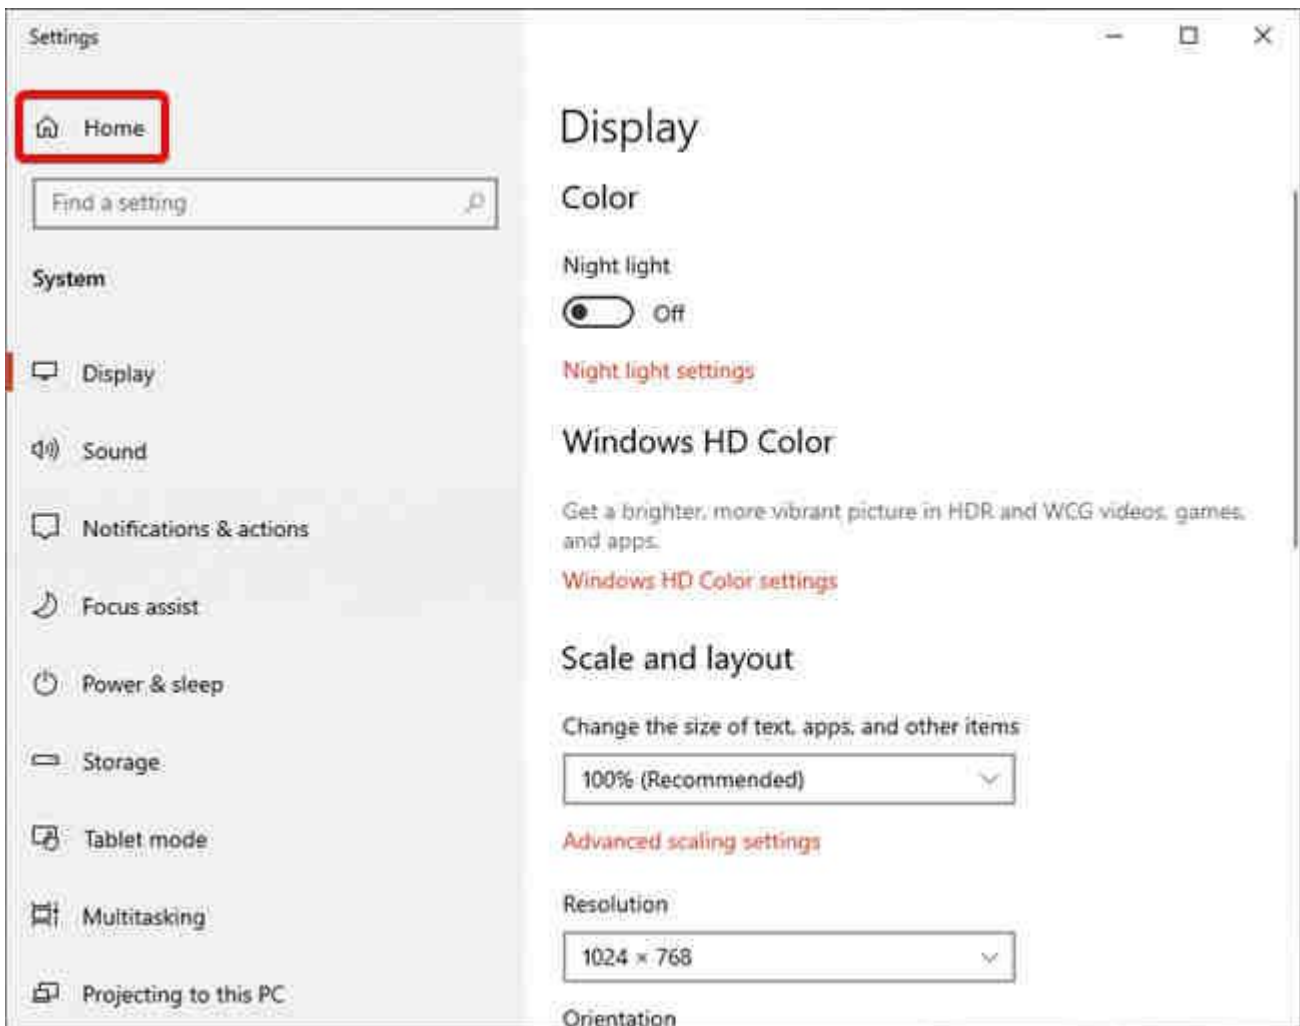 Settings
Home
Find a setting
System
Display
Sound
Notifications & actions
Focus assist
Power & sleep
Storage
Tablet mode
Multitasking
Projecting to this PC
Display
Color
Night light
Off
Night light settings
Windows HD Color
Get a brighter, more vibrant picture in HDR and WCG videos, games,
and apps.
Windows HD Color settings
Scale and layout
Change the size of text, apps, and other items
100% (Recommended)
Advanced scaling settings
Resolution
1024 × 768
Orientation